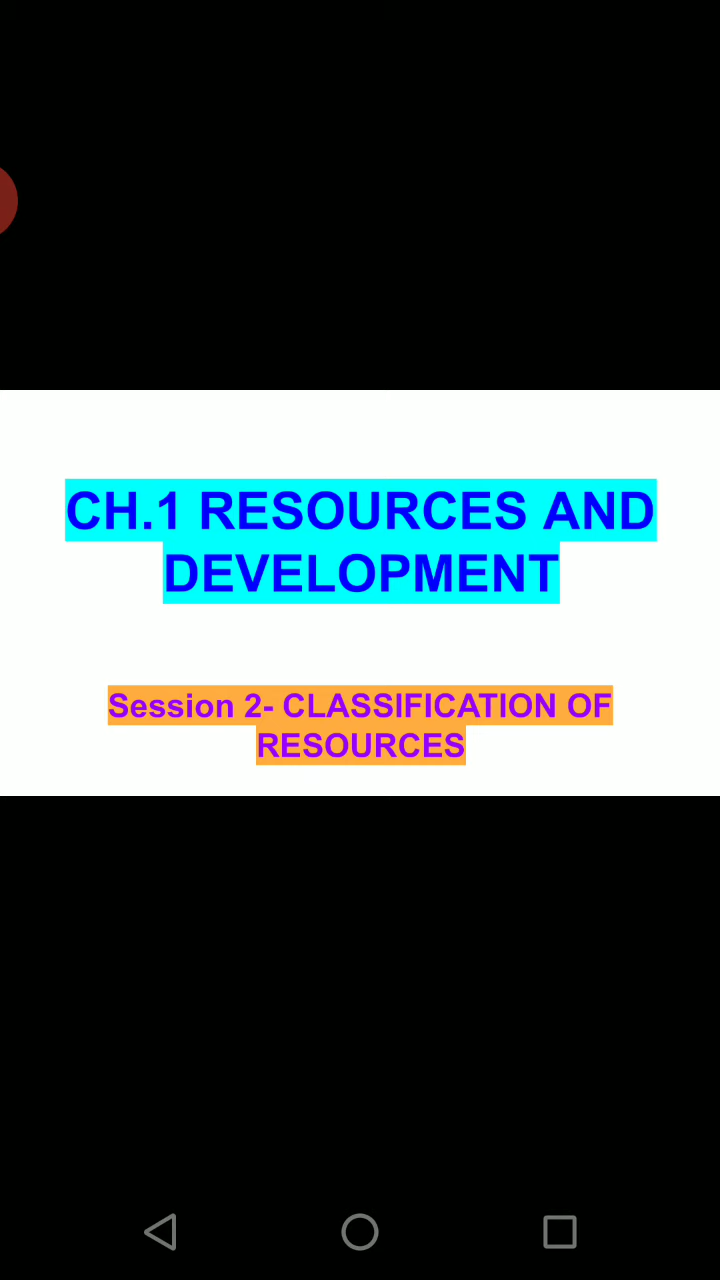 CH.1 RESOURCES AND
DEVELOPMENT
Session 2- CLASSIFICATION OF
RESOURCES